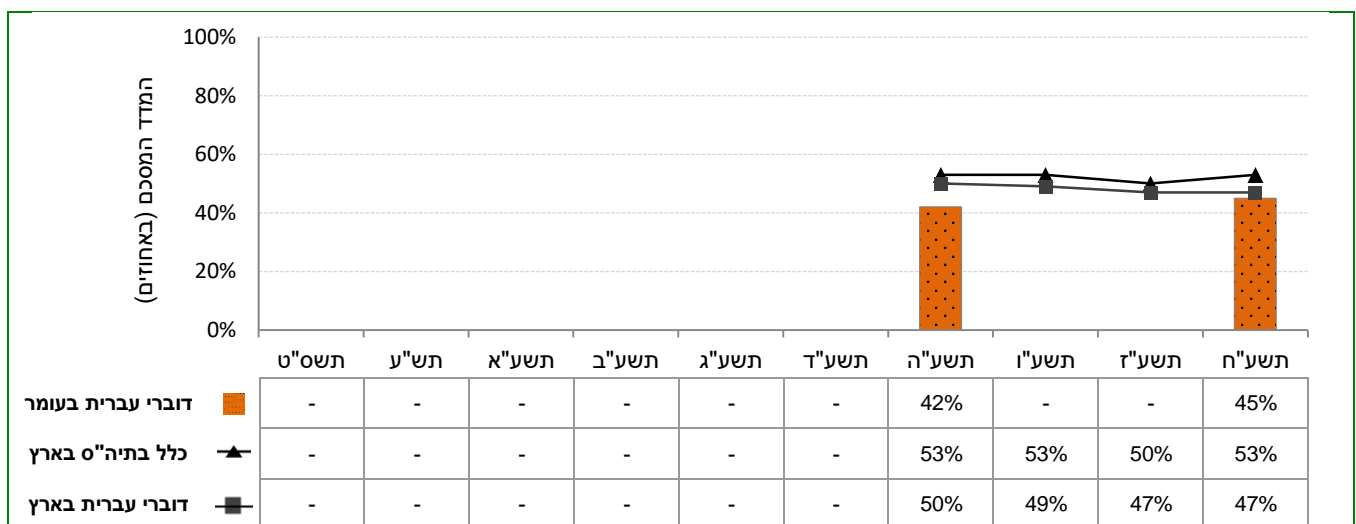 100%
80%
60%
40%
20%
0%
המדד המסכם (באחוזים)
תשס"ט תש"ע תשע"א תשע"ב תשע"ג תשע"ד תשע"ה תשע"ו תשע"ז תשע"ח
דוברי עברית בעומר - - - - - - 42% - - 45%
כלל בתיה"ס בארץ - - - - - - 53% 53% 50% 53%
דוברי עברית בארץ - - - - - - 50% 49% 47% 47%